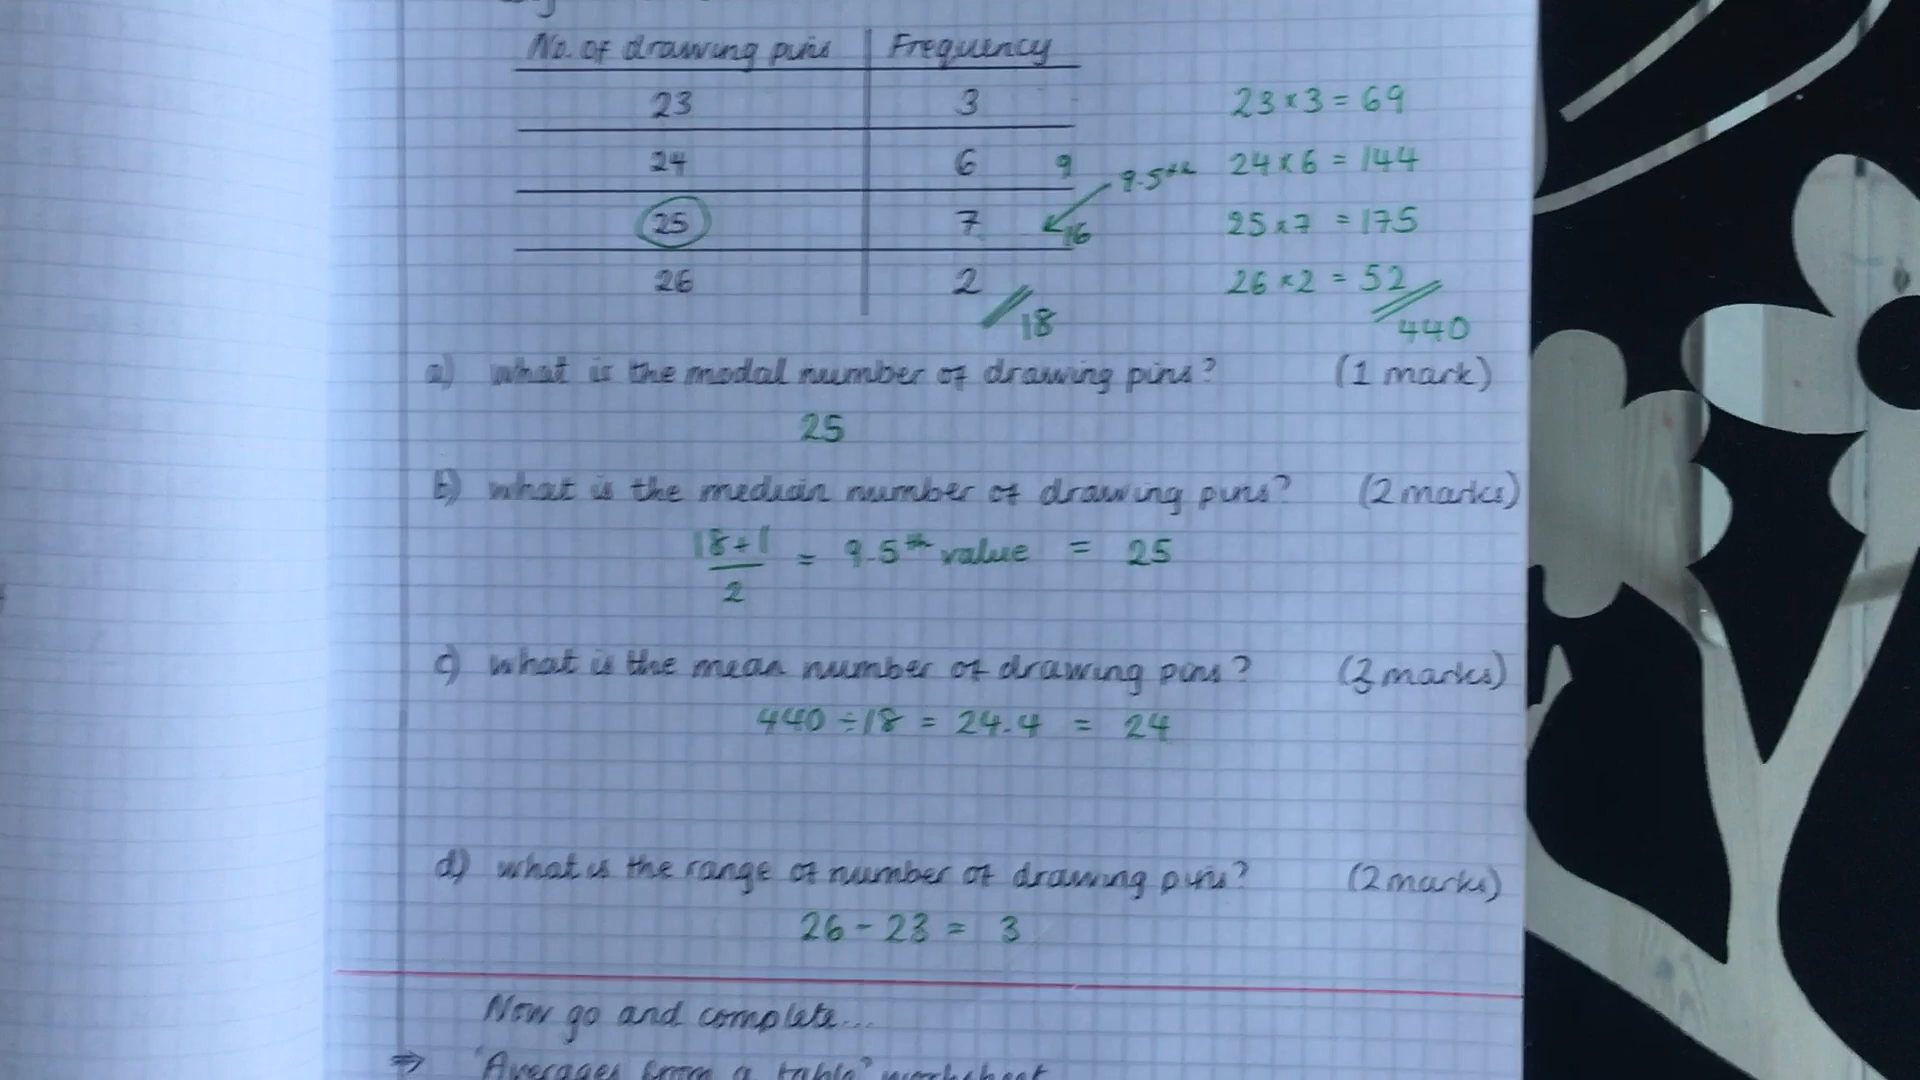 No. of drawing pins Frequency
23 3 23 x 3 = 69
24 6 9 9.5th 24 x 6 = 144
25 7 16 25 x 7 = 175
26 2 26 x 2 = 52
18 440
a) What is the modal number of drawing pins? (1 mark)
25
b) What is the median number of drawing pins? (2 marks)
18+1
2
= 9.5th value = 25
c) What is the mean number of drawing pins? (3 marks)
440 ÷ 18 = 24.4 = 24
d) What is the range of number of drawing pins? (2 marks)
26 - 23 = 3
Now go and complete...
⇒ "Averages from a table" worksheet